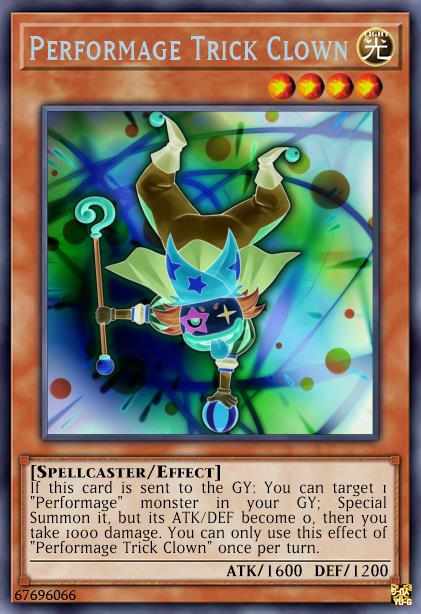 Performage Trick Clown
LIGHT
光
[Spellcaster/Effect]
If this card is sent to the GY: You can target 1
"Performage" monster in your GY; Special
Summon it, but its ATK/DEF become 0, then you
take 1000 damage. You can only use this effect of
"Performage Trick Clown" once per turn.
ATK/1600 DEF/1200
67696066